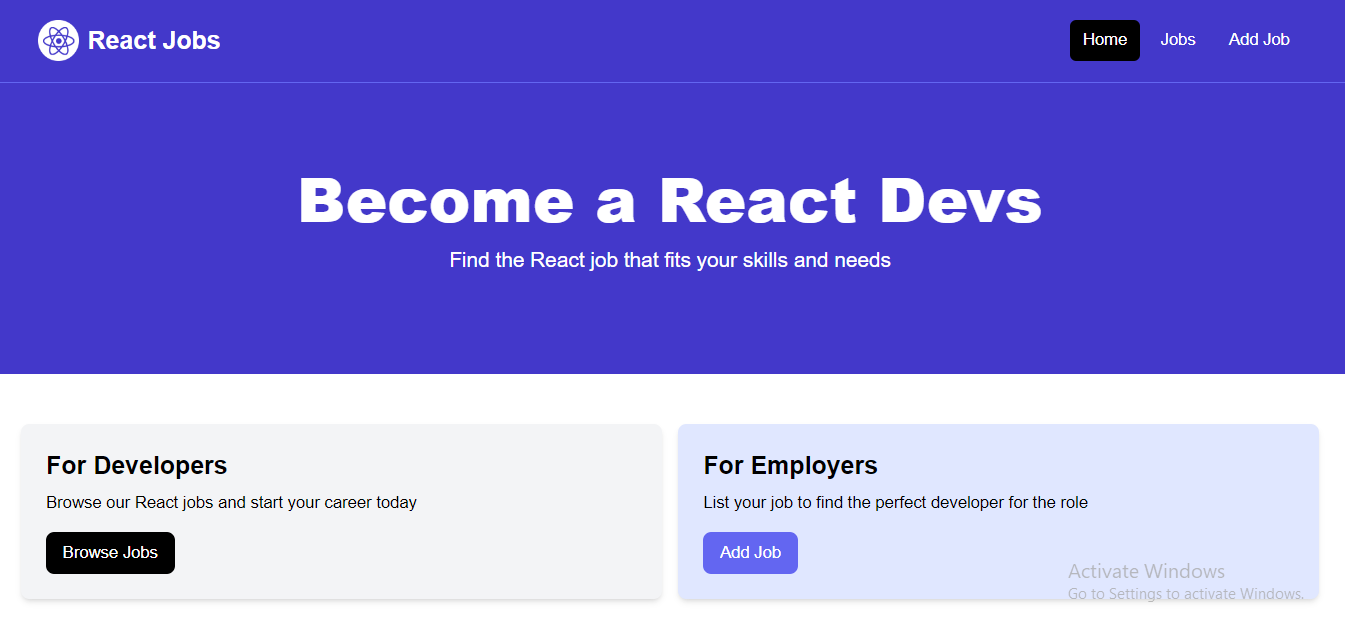 React Jobs
Home Jobs Add Job
Become a React Devs
Find the React job that fits your skills and needs
For Developers
Browse our React jobs and start your career today
Browse Jobs
For Employers
List your job to find the perfect developer for the role
Add Job
Activate Windows
Go to Settings to activate Windows.